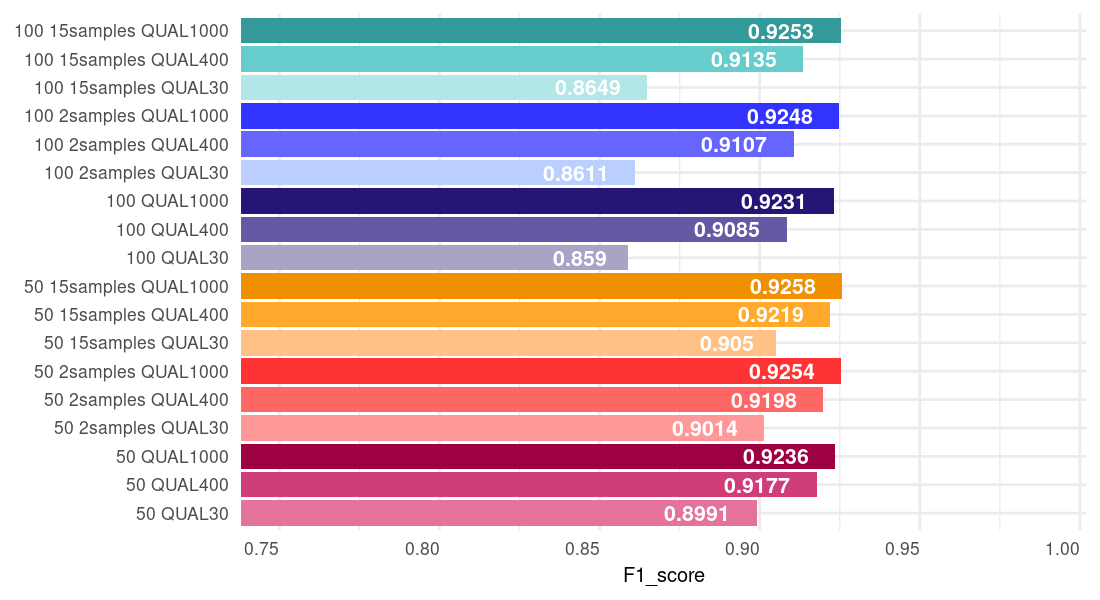 100 15samples QUAL1000 0.9253
100 15samples QUAL400 0.9135
100 15samples QUAL30 0.8649
100 2samples QUAL1000 0.9248
100 2samples QUAL400 0.9107
100 2samples QUAL30 0.8611
100 QUAL1000 0.9231
100 QUAL400 0.9085
100 QUAL30 0.859
50 15samples QUAL1000 0.9258
50 15samples QUAL400 0.9219
50 15samples QUAL30 0.905
50 2samples QUAL1000 0.9254
50 2samples QUAL400 0.9198
50 2samples QUAL30 0.9014
50 QUAL1000 0.9236
50 QUAL400 0.9177
50 QUAL30 0.8991
0.75 0.80 0.85 0.90 0.95 1.00
F1_score